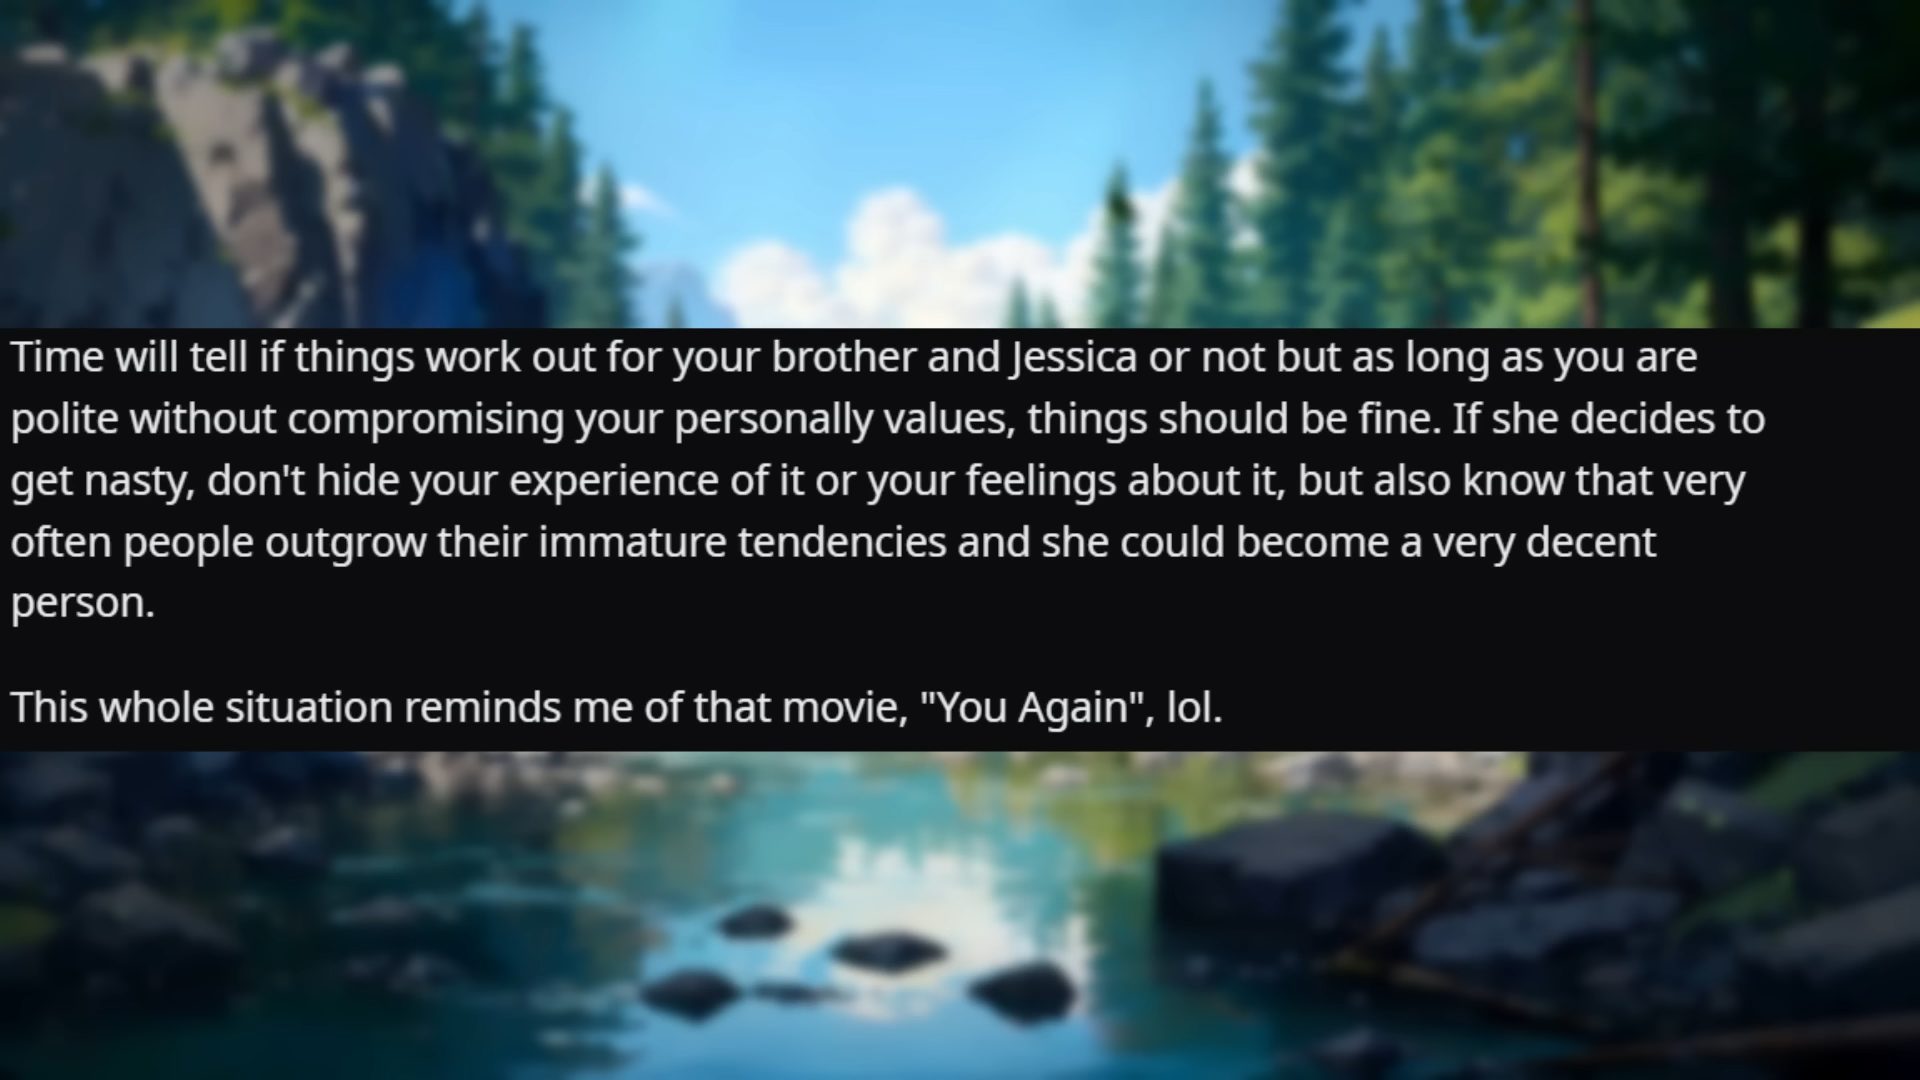 Time will tell if things work out for your brother and Jessica or not but as long as you are
polite without compromising your personally values, things should be fine. If she decides to
get nasty, don't hide your experience of it or your feelings about it, but also know that very
often people outgrow their immature tendencies and she could become a very decent
person.
This whole situation reminds me of that movie, "You Again", lol.